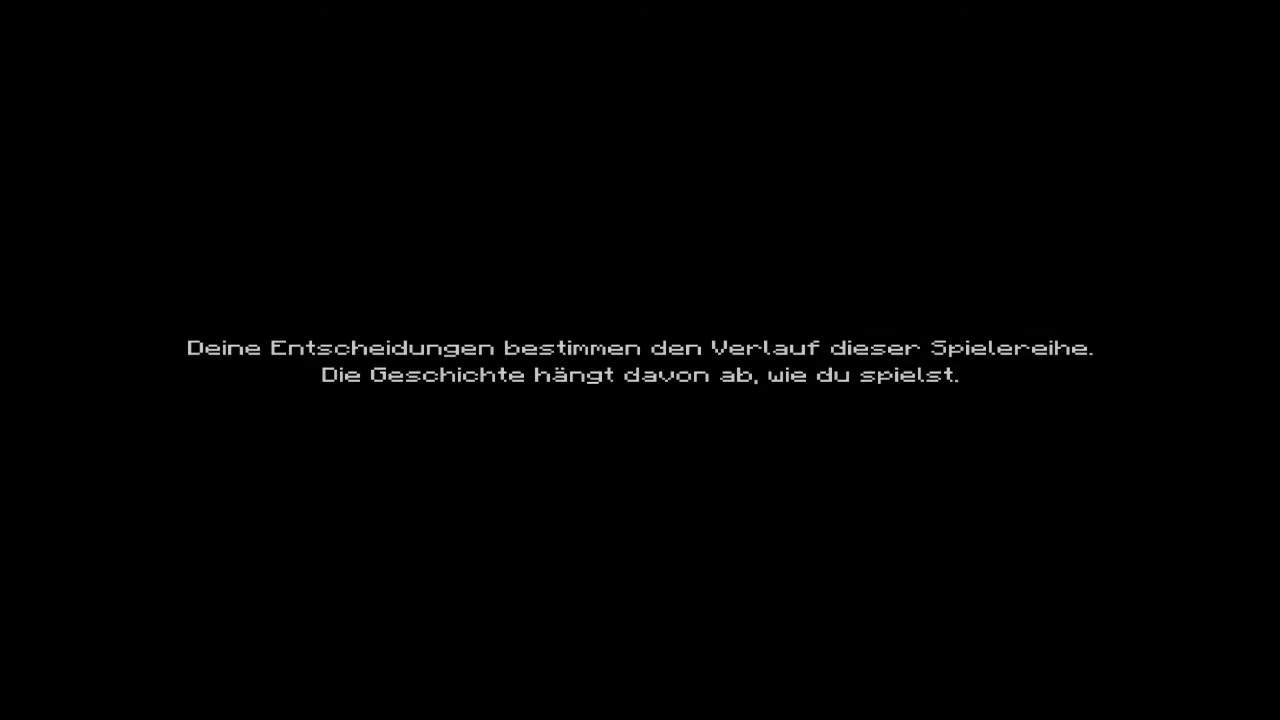 Deine Entscheidungen bestimmen den Verlauf dieser Spielereihe.
Die Geschichte hängt davon ab, wie du spielst.